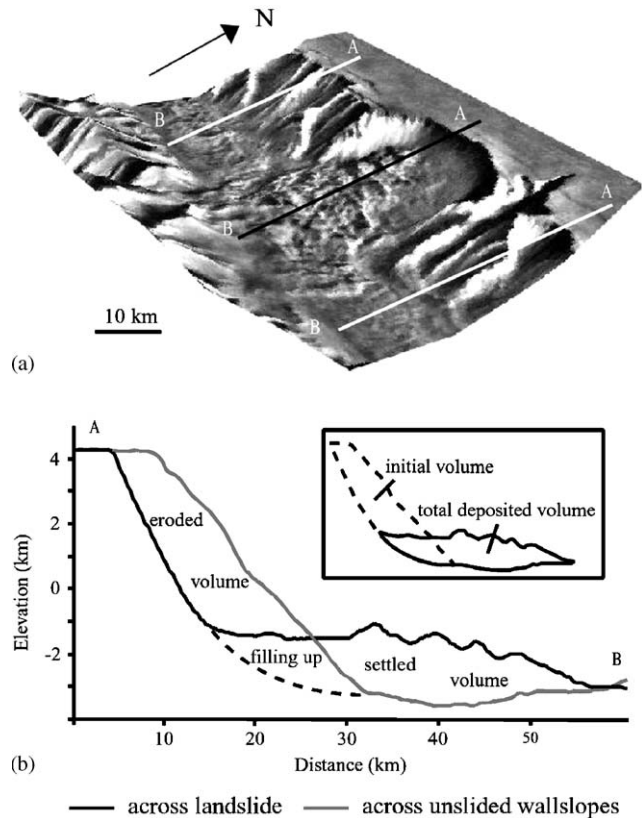 N
A
A
A
B
B
B
10 km
(a)
A
4
eroded
2
volume
0
Elevation (km)
-2
filling up
settled
volume
B
initial volume
total deposited volume
10
20
30
40
50
60
Distance (km)
(b)
across landslide
across unslided wallslopes